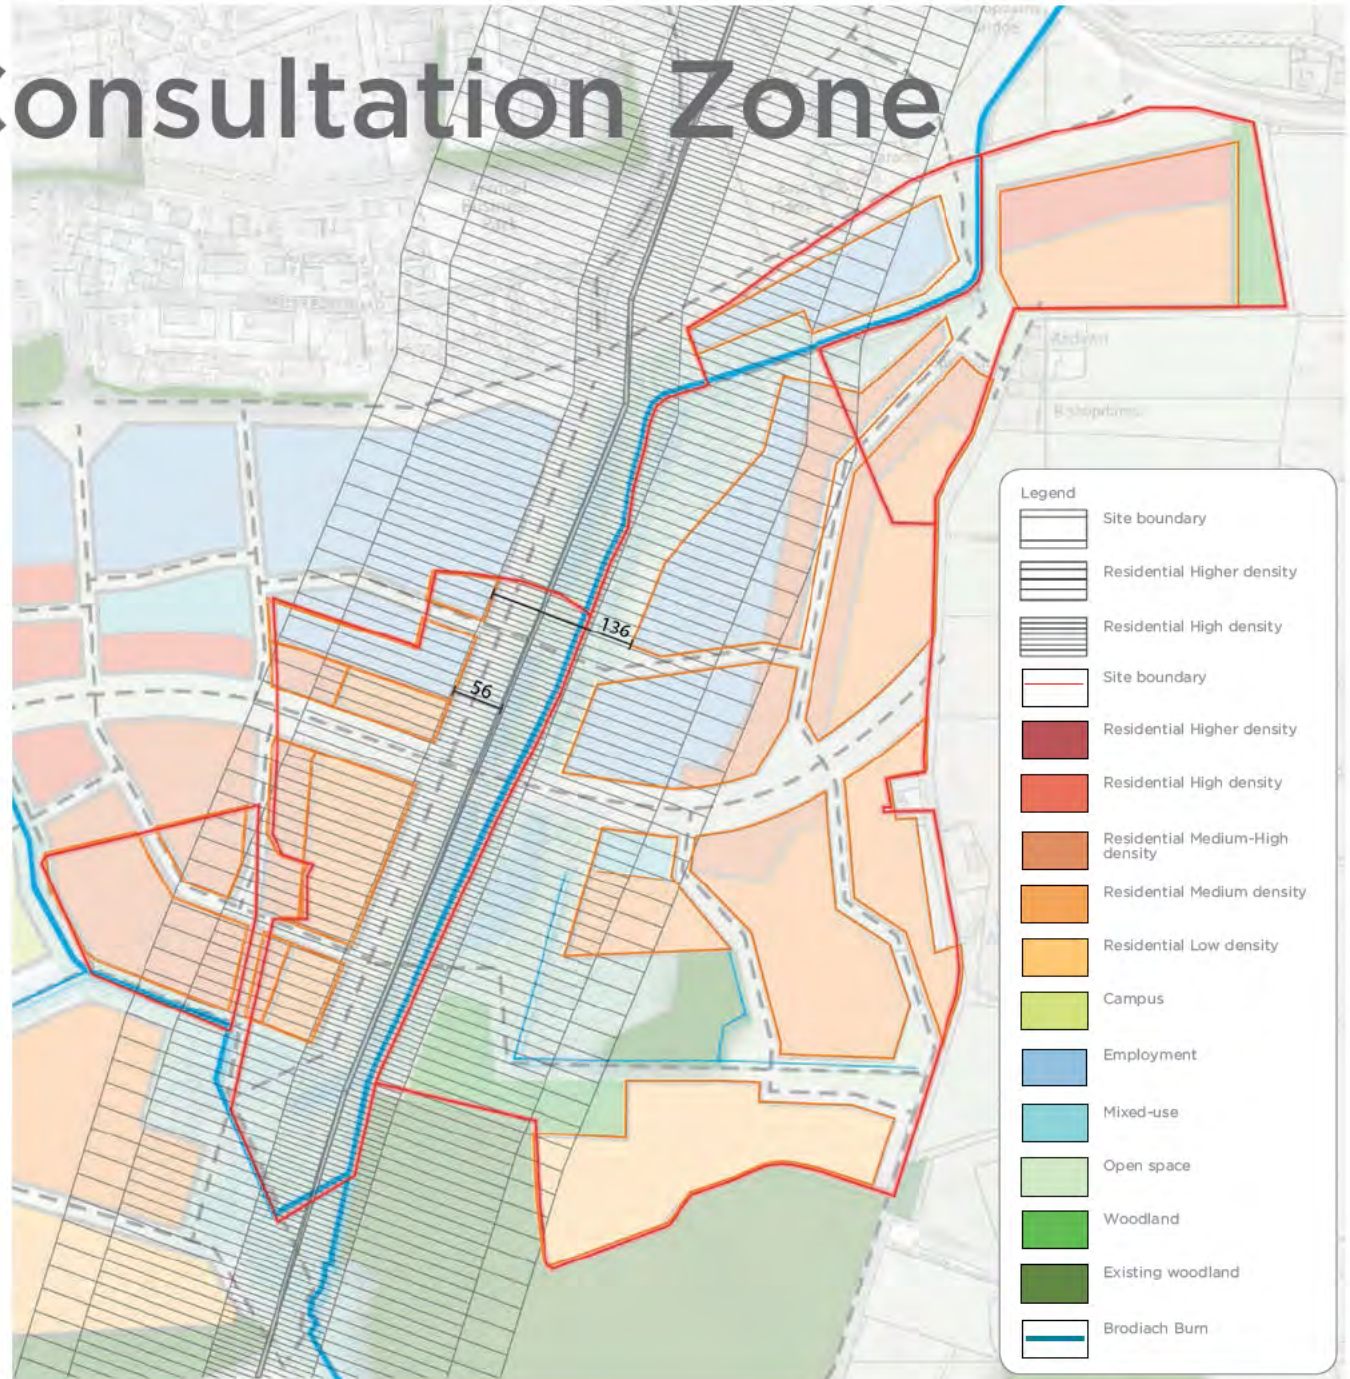 onsultation Zone
136
56
Legend
Site boundary
Residential Higher density
Residential High density
Site boundary
Residential Higher density
Residential High density
Residential Medium-High
density
Residential Medium density
Residential Low density
Campus
Employment
Mixed-use
Open space
Woodland
Existing woodland
Brodiach Burn